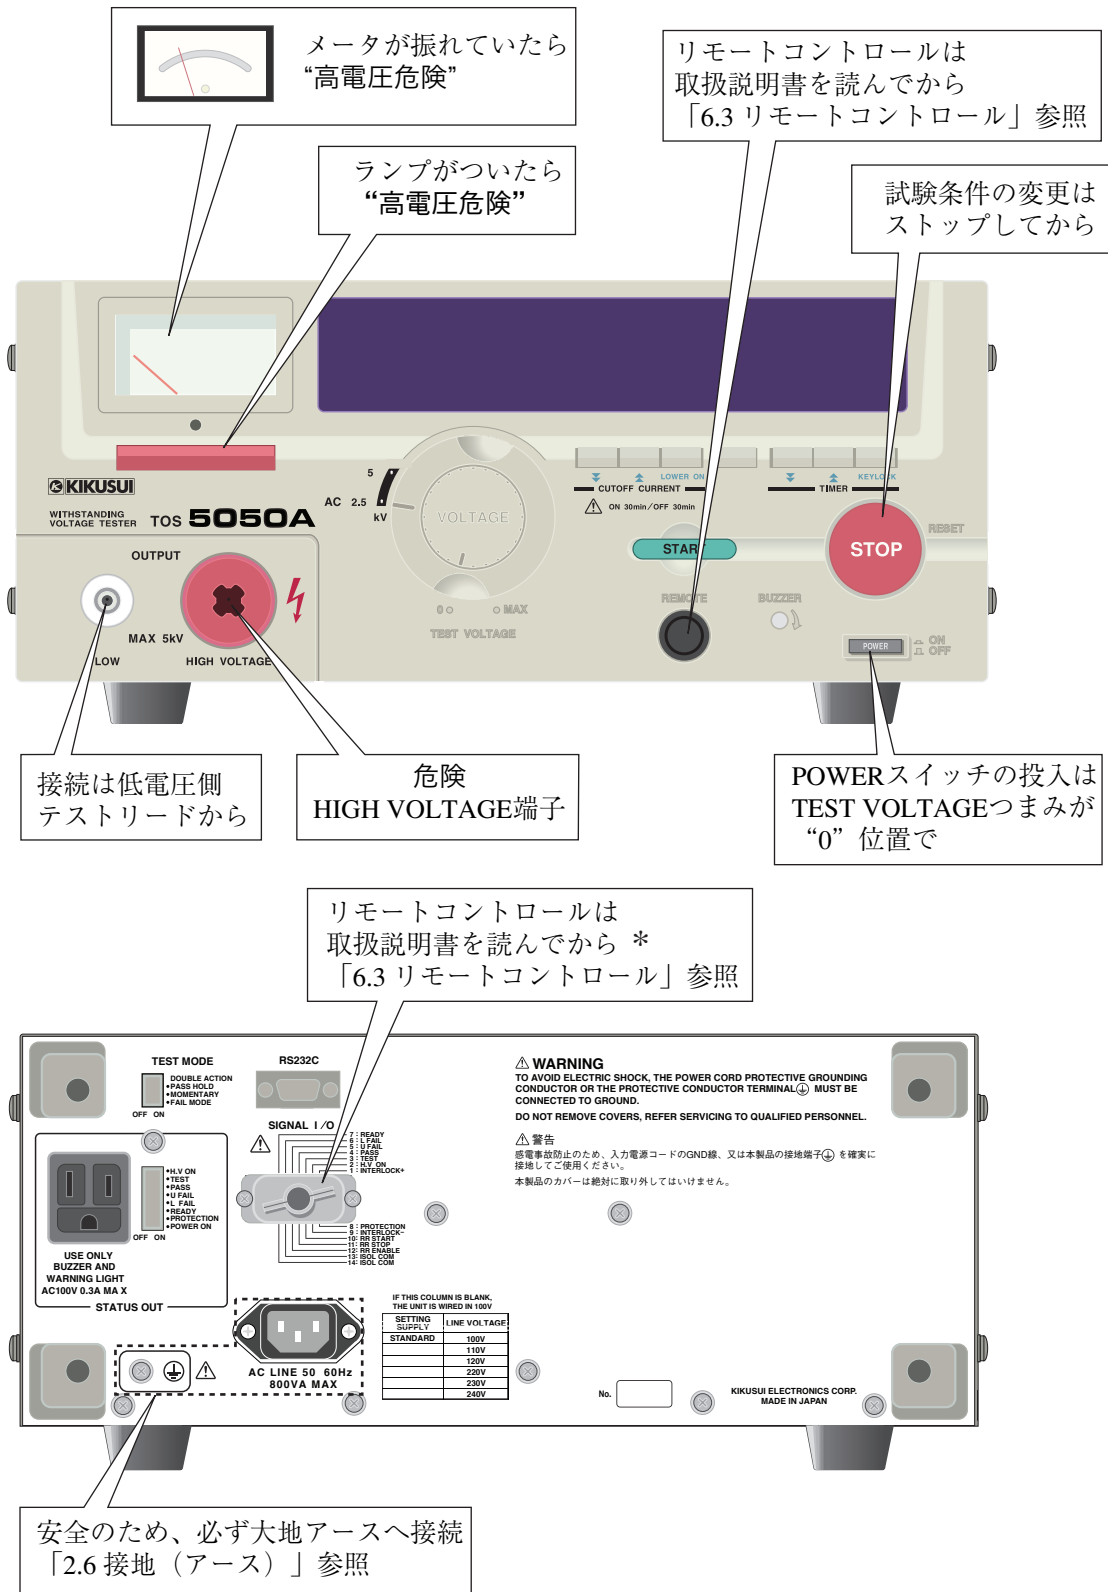 メータが振れていたら
“高電圧危険”
リモートコントロールは
取扱説明書を読んでから
「6.3 リモートコントロール」参照
ランプがついたら
“高電圧危険”
試験条件の変更は
ストップしてから
KIKUSUI
WITHSTANDING
VOLTAGE TESTER TOS 5050A
AC 2.5 5
kV
VOLTAGE
LOWER ON
CUTOFF CURRENT
⚠ ON 30min/OFF 30min
KEYLOCK
TIMER
START
STOP
RESET
OUTPUT
MAX 5kV
LOW
HIGH VOLTAGE
0 MAX
TEST VOLTAGE
REMOTE
BUZZER
POWER
ON
OFF
接続は低電圧側
テストリードから
危険
HIGH VOLTAGE端子
POWERスイッチの投入は
TEST VOLTAGEつまみが
“0”位置で
リモートコントロールは
取扱説明書を読んでから *
「6.3 リモートコントロール」参照
TEST MODE
DOUBLE ACTION
•PASS HOLD
•MOMENTARY
•FAIL MODE
OFF ON
RS232C
SIGNAL I/O
7 : READY
6 : L FAIL
5 : U FAIL
4 : PASS
3 : TEST
2 : H.V ON
1 : INTERLOCK+
8 : PROTECTION
9 : INTERLOCK−
10 : RR START
11 : RR STOP
12 : RR ENABLE
13 : ISOL COM
14 : ISOL COM
•H.V ON
•TEST
•PASS
•U FAIL
•L FAIL
•READY
•PROTECTION
•POWER ON
OFF ON
USE ONLY
BUZZER AND
WARNING LIGHT
AC100V 0.3A MA X
STATUS OUT
⚠ WARNING
TO AVOID ELECTRIC SHOCK, THE POWER CORD PROTECTIVE GROUNDING
CONDUCTOR OR THE PROTECTIVE CONDUCTOR TERMINAL MUST BE
CONNECTED TO GROUND.
DO NOT REMOVE COVERS, REFER SERVICING TO QUALIFIED PERSONNEL.
⚠ 警告
感電事故防止のため、入力電源コードのGND線、又は本製品の接地端子 を確実に
接地してご使用ください。
本製品のカバーは絶対に取り外してはいけません。
AC LINE 50 60Hz
800VA MAX
IF THIS COLUMN IS BLANK,
THE UNIT IS WIRED IN 100V
SETTING
SUPPLY
LINE VOLTAGE
STANDARD 100V
110V
120V
220V
230V
240V
No.
KIKUSUI ELECTRONICS CORP.
MADE IN JAPAN
安全のため、必ず大地アースへ接続
「2.6 接地（アース）」参照